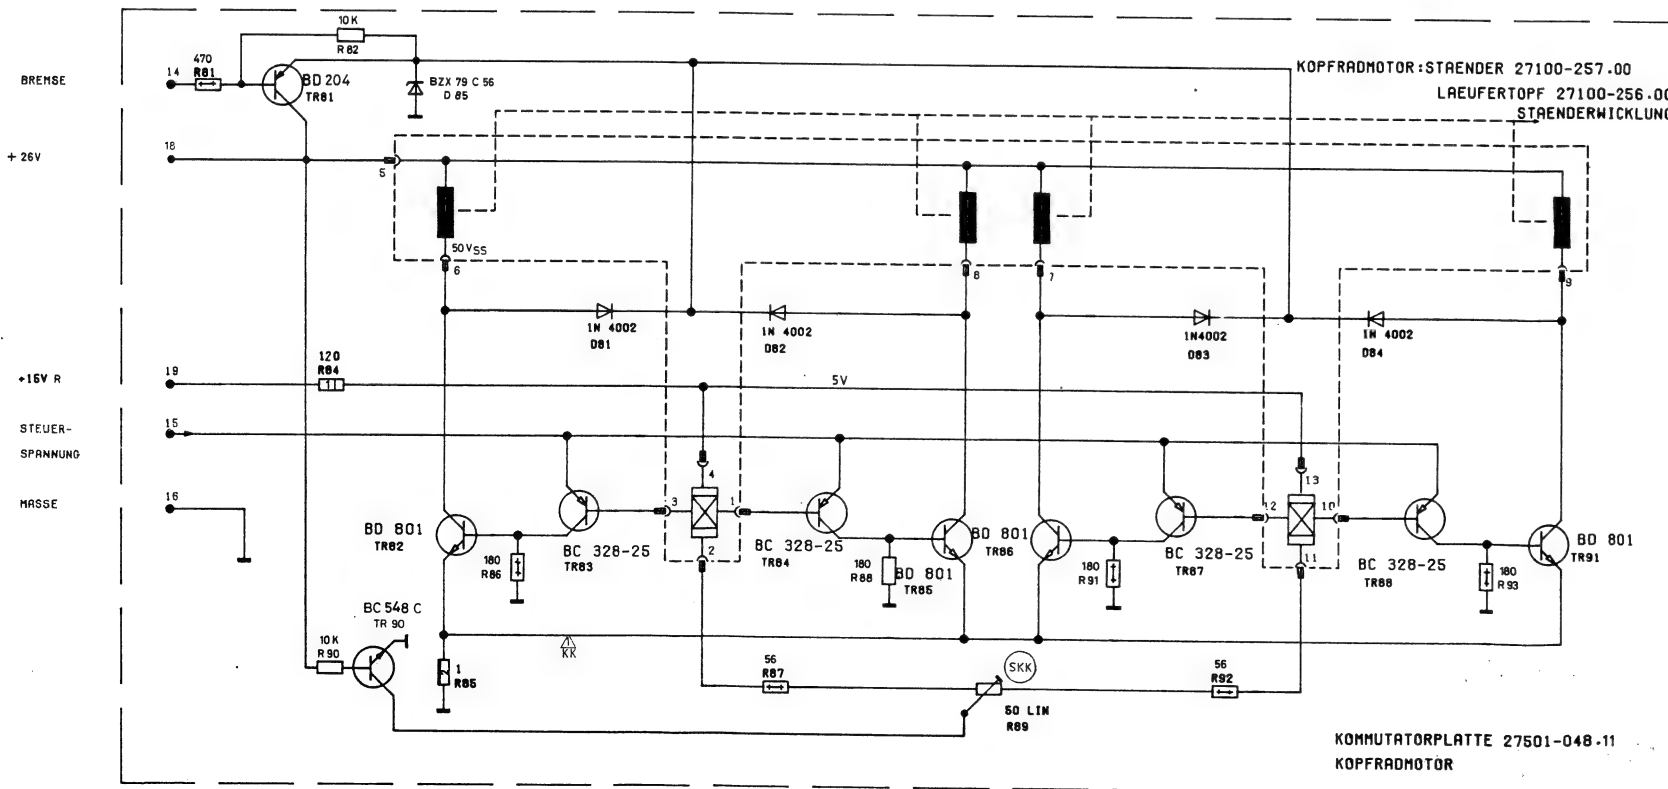 10K
R82
470
R81
14
BREMSE
BD 204
TR81
BZX 79 C 56
D 85
KOPFRADMOTOR:STAENDER 27100-257.00
LAEUFERTOPF 27100-256.00
STAENDERWICKLUNG
+ 26V
18
5
50VSS
6
8
7
9
1N 4002
D81
1N 4002
D82
1N4002
D83
1N 4002
D84
+15V R
19
120
R84
5V
STEUER-
SPANNUNG
15
MASSE
16
4
3
1
2
13
12
10
11
BD 801
TR82
BC 328-25
TR83
180
R86
BC 328-25
TR84
180
R88
BD 801
TR85
BD 801
TR86
180
R91
BC 328-25
TR87
BC 328-25
TR88
180
R93
BD 801
TR91
BC 548 C
TR 90
10K
R90
1
R85
1
KK
56
R87
SKK
50 LIN
R89
56
R92
KOMMUTATORPLATTE 27501-048.11
KOPFRADMOTOR